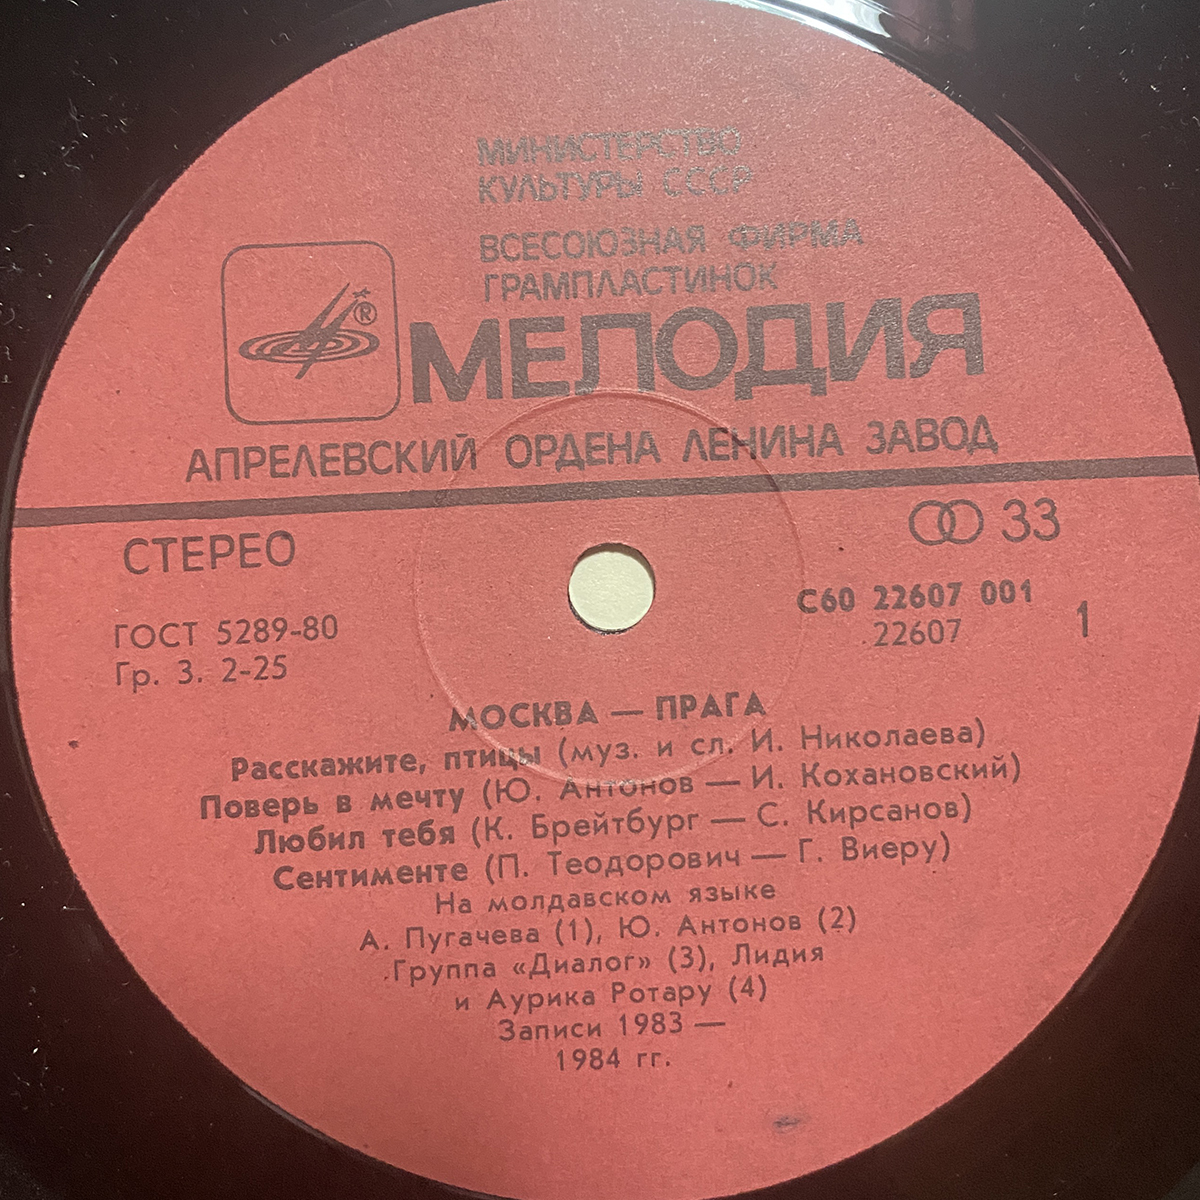 МИНИСТЕРСТВО
КУЛЬТУРЫ СССР
ВСЕСОЮЗНАЯ ФИРМА
ГРАМПЛАСТИНОК
®
МЕЛОДИЯ
АПРЕЛЕВСКИЙ ОРДЕНА ЛЕНИНА ЗАВОД
СТЕРЕО
33
ГОСТ 5289-80
Гр. 3. 2-25
С60 22607 001
22607
1
МОСКВА — ПРАГА
Расскажите, птицы (муз. и сл. И. Николаева)
Поверь в мечту (Ю. Антонов — И. Кохановский)
Любил тебя (К. Брейтбург — С. Кирсанов)
Сентименте (П. Теодорович — Г. Виеру)
На молдавском языке
А. Пугачева (1), Ю. Антонов (2)
Группа «Диалог» (3), Лидия
и Аурика Ротару (4)
Записи 1983 —
1984 гг.